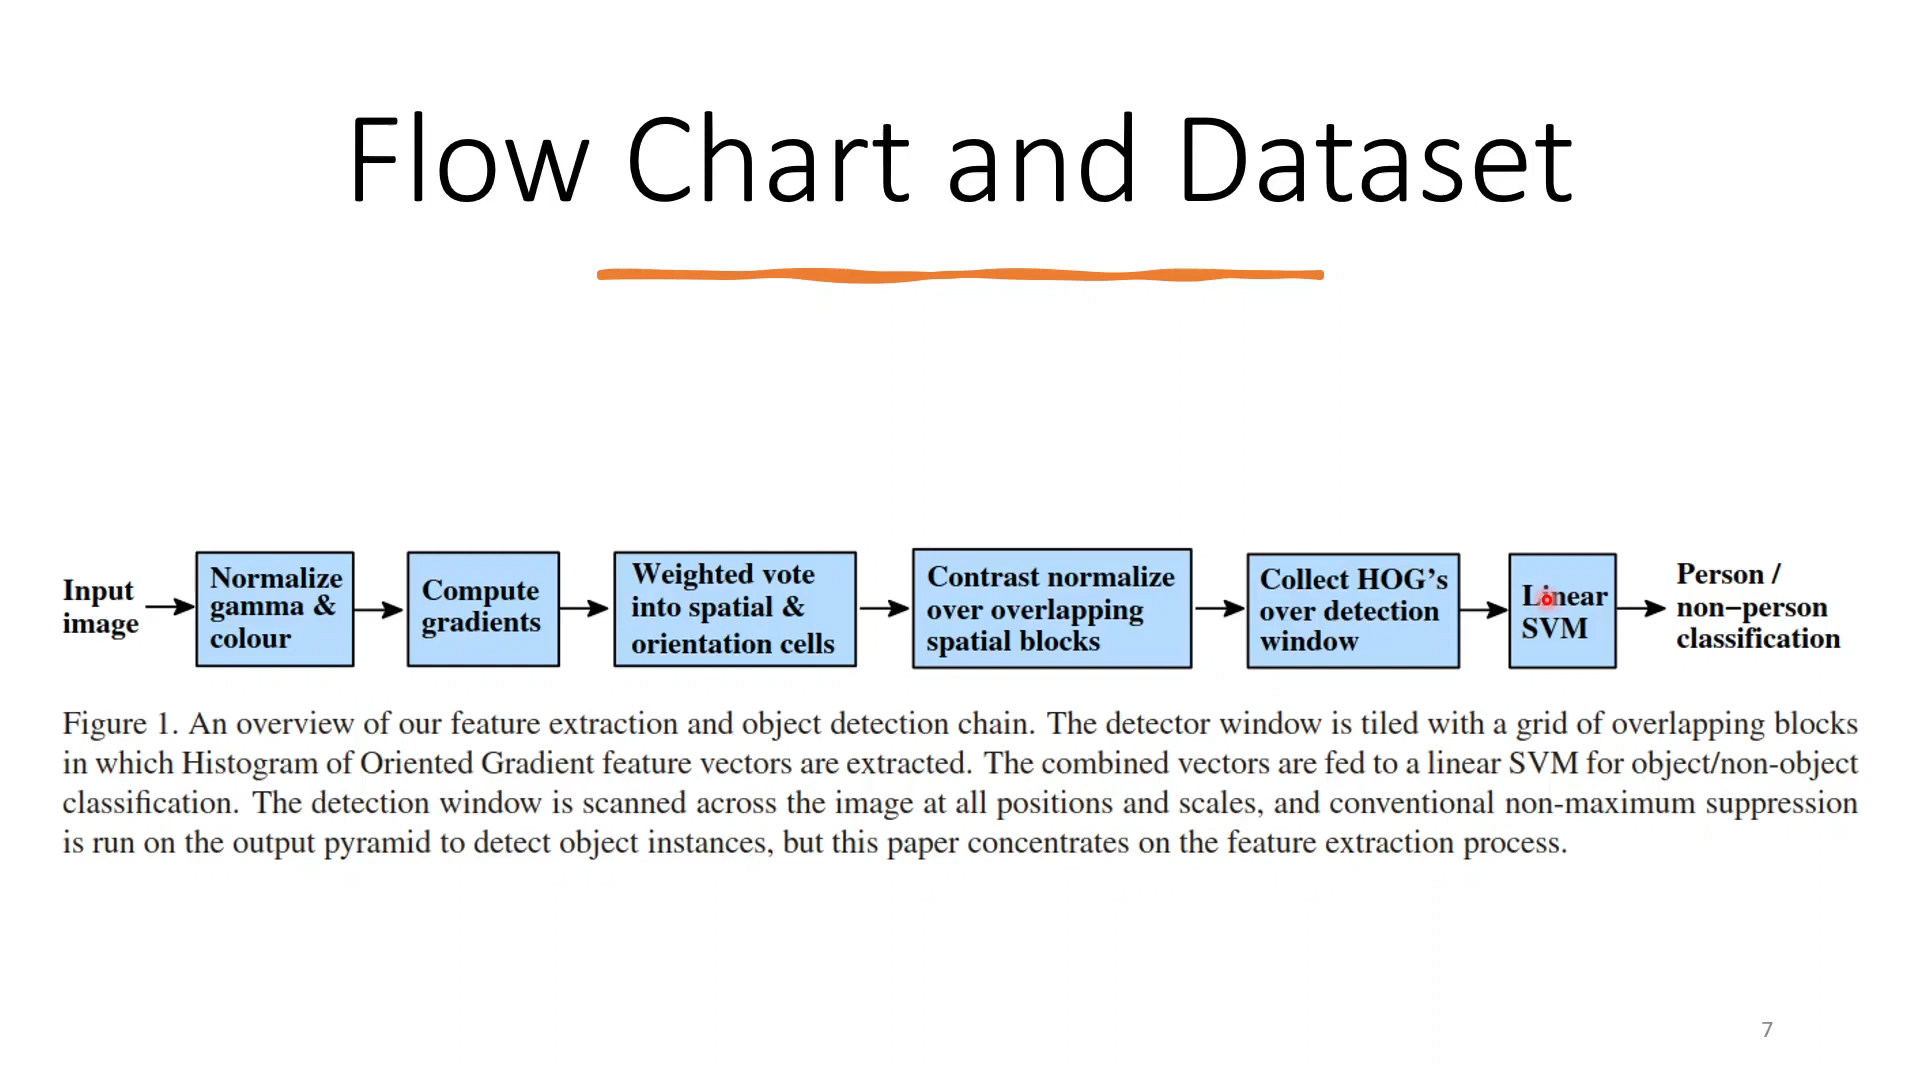 Flow Chart and Dataset
Input
image
Normalize
gamma &
colour
Compute
gradients
Weighted vote
into spatial &
orientation cells
Contrast normalize
over overlapping
spatial blocks
Collect HOG's
over detection
window
Linear
SVM
Person /
non−person
classification
Figure 1. An overview of our feature extraction and object detection chain. The detector window is tiled with a grid of overlapping blocks
in which Histogram of Oriented Gradient feature vectors are extracted. The combined vectors are fed to a linear SVM for object/non-object
classification. The detection window is scanned across the image at all positions and scales, and conventional non-maximum suppression
is run on the output pyramid to detect object instances, but this paper concentrates on the feature extraction process.
7